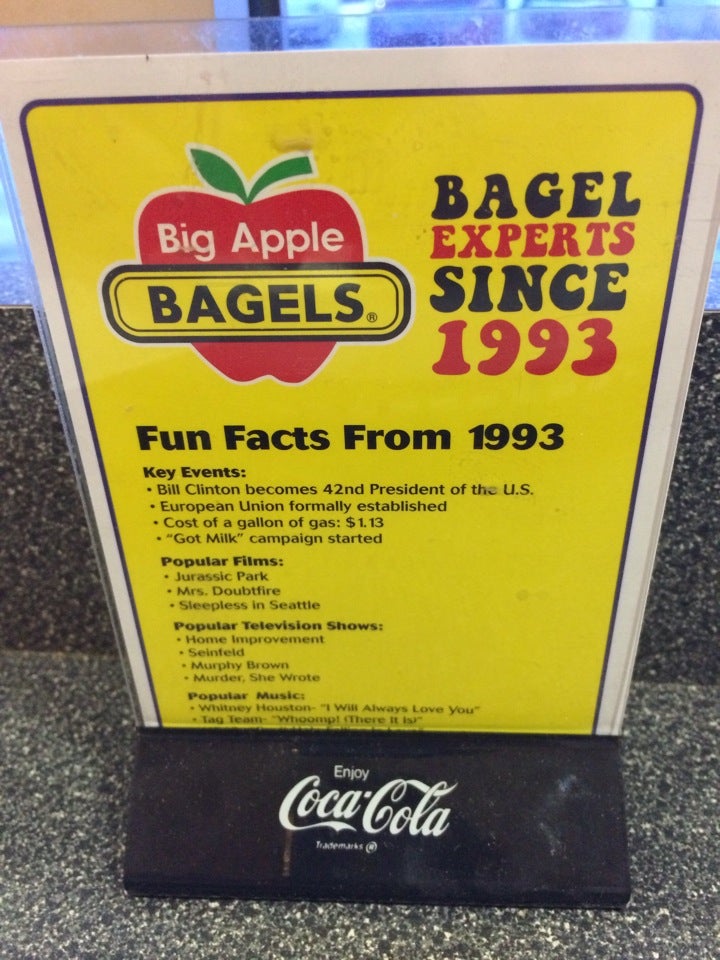 Big Apple
BAGELS®
BAGEL
EXPERTS
SINCE
1993
Fun Facts From 1993
Key Events:
• Bill Clinton becomes 42nd President of the U.S.
• European Union formally established
• Cost of a gallon of gas: $1.13
• "Got Milk" campaign started
Popular Films:
• Jurassic Park
• Mrs. Doubtfire
• Sleepless in Seattle
Popular Television Shows:
• Home Improvement
• Seinfeld
• Murphy Brown
• Murder, She Wrote
Popular Music:
• Whitney Houston- "I Will Always Love You"
• Tag Team- "Whoomp! (There It Is)"
Enjoy
Coca-Cola
Trademarks ®